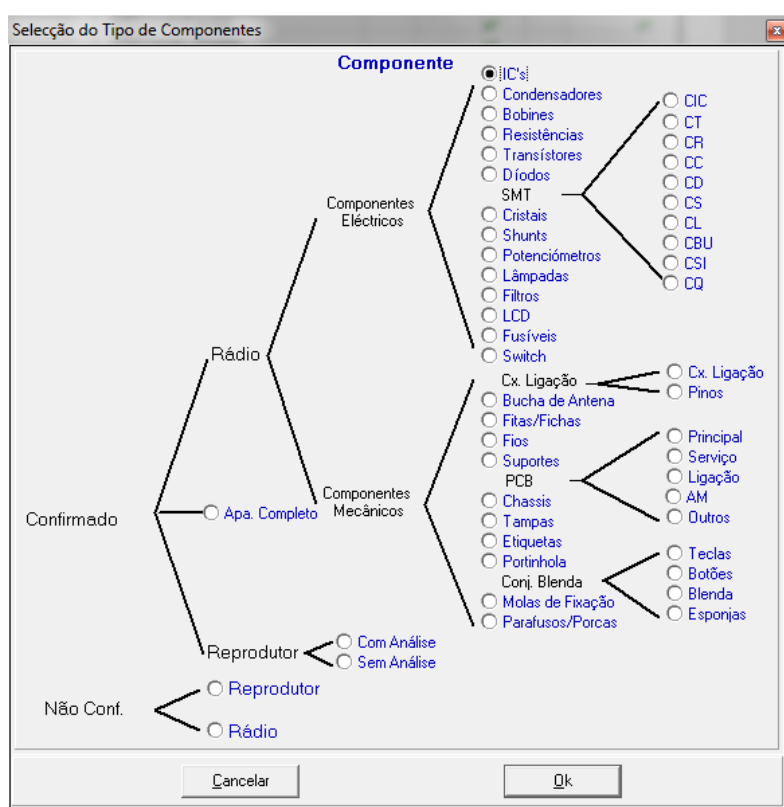 Selecção do Tipo de Componentes
Componente
IC's
Condensadores
Bobines
Resistências
Transístores
Díodos
SMT
CIC
CT
CR
CC
CD
CS
CL
CBU
CSI
CQ
Componentes
Eléctricos
Cristais
Shunts
Potenciómetros
Lâmpadas
Filtros
LCD
Fusíveis
Switch
Rádio
Cx. Ligação
Cx. Ligação
Pinos
Bucha de Antena
Fitas/Fichas
Fios
Suportes
PCB
Principal
Serviço
Ligação
AM
Outros
Componentes
Mecânicos
Chassis
Tampas
Etiquetas
Portinhola
Conj. Blenda
Teclas
Botões
Blenda
Esponjas
Molas de Fixação
Parafusos/Porcas
Confirmado
Apa. Completo
Reprodutor
Com Análise
Sem Análise
Não Conf.
Reprodutor
Rádio
Cancelar
Ok